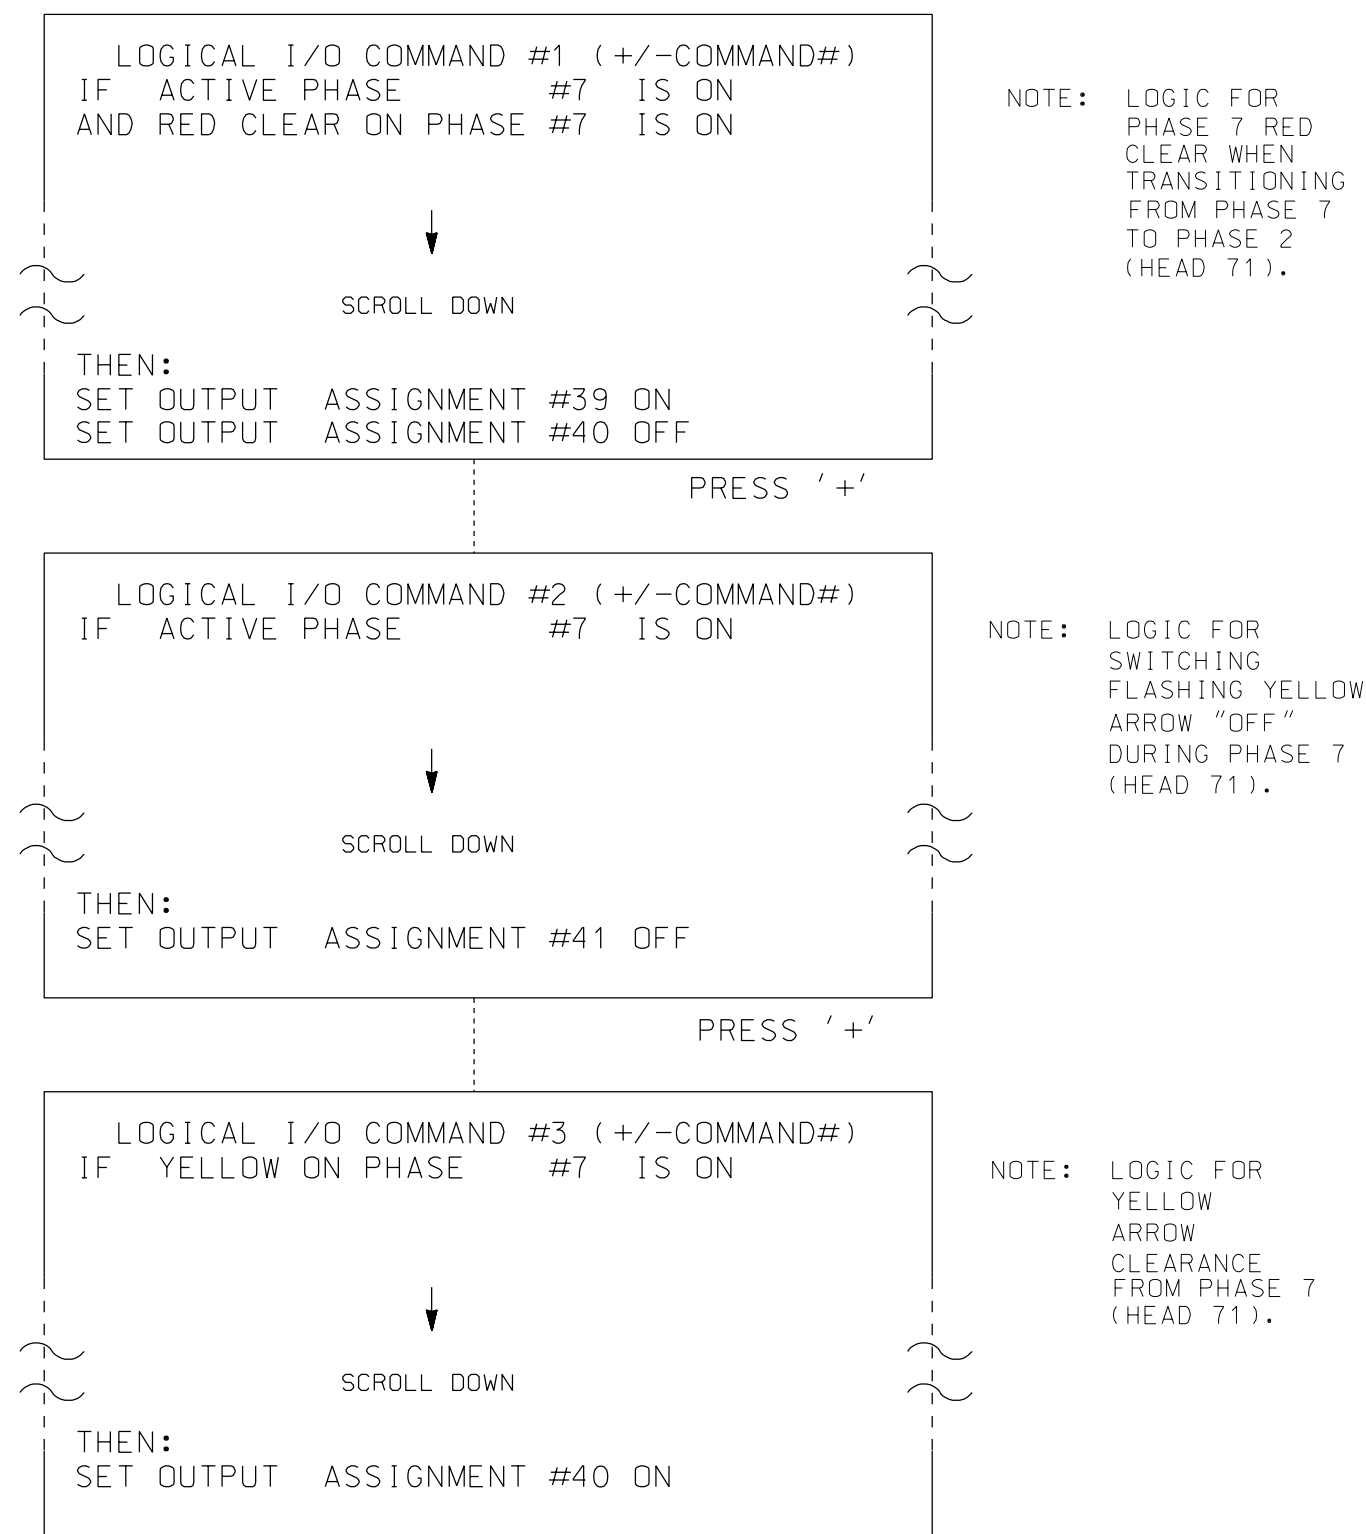 LOGICAL I/O COMMAND #1 (+/-COMMAND#)
IF ACTIVE PHASE #7 IS ON
AND RED CLEAR ON PHASE #7 IS ON
SCROLL DOWN
THEN:
SET OUTPUT ASSIGNMENT #39 ON
SET OUTPUT ASSIGNMENT #40 OFF
NOTE: LOGIC FOR
PHASE 7 RED
CLEAR WHEN
TRANSITIONING
FROM PHASE 7
TO PHASE 2
(HEAD 71).
PRESS '+'
LOGICAL I/O COMMAND #2 (+/-COMMAND#)
IF ACTIVE PHASE #7 IS ON
SCROLL DOWN
THEN:
SET OUTPUT ASSIGNMENT #41 OFF
NOTE: LOGIC FOR
SWITCHING
FLASHING YELLOW
ARROW "OFF"
DURING PHASE 7
(HEAD 71).
PRESS '+'
LOGICAL I/O COMMAND #3 (+/-COMMAND#)
IF YELLOW ON PHASE #7 IS ON
SCROLL DOWN
THEN:
SET OUTPUT ASSIGNMENT #40 ON
NOTE: LOGIC FOR
YELLOW
ARROW
CLEARANCE
FROM PHASE 7
(HEAD 71).